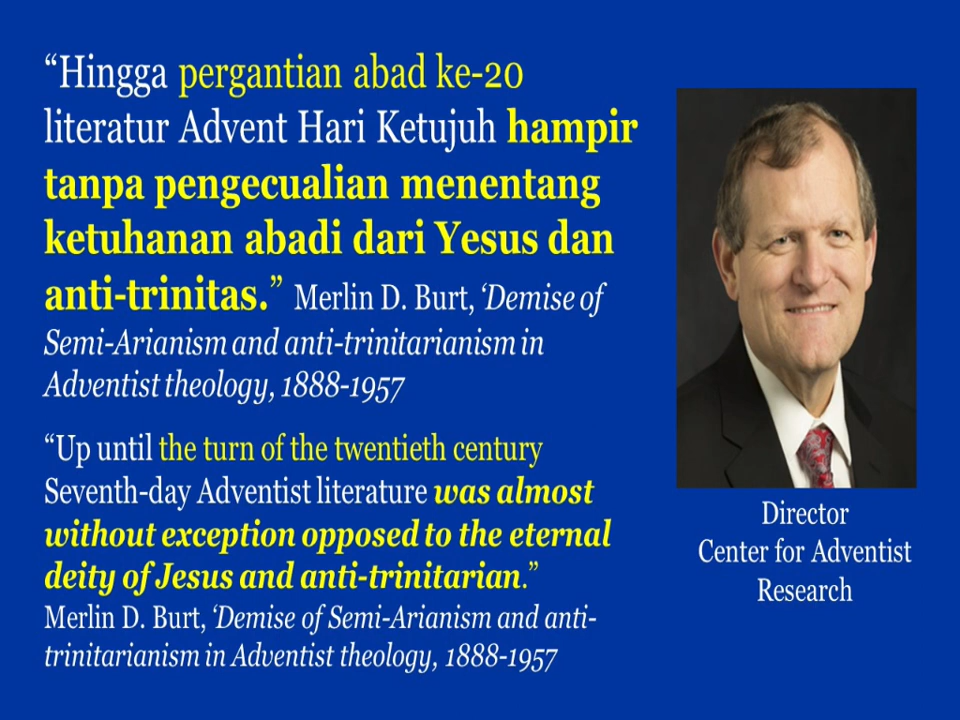 “Hingga pergantian abad ke-20
literatur Advent Hari Ketujuh hampir
tanpa pengecualian menentang
ketuhanan abadi dari Yesus dan
anti-trinitas.” Merlin D. Burt, ‘Demise of
Semi-Arianism and anti-trinitarianism in
Adventist theology, 1888-1957
“Up until the turn of the twentieth century
Seventh-day Adventist literature was almost
without exception opposed to the eternal
deity of Jesus and anti-trinitarian.”
Merlin D. Burt, ‘Demise of Semi-Arianism and anti-
trinitarianism in Adventist theology, 1888-1957
Director
Center for Adventist
Research